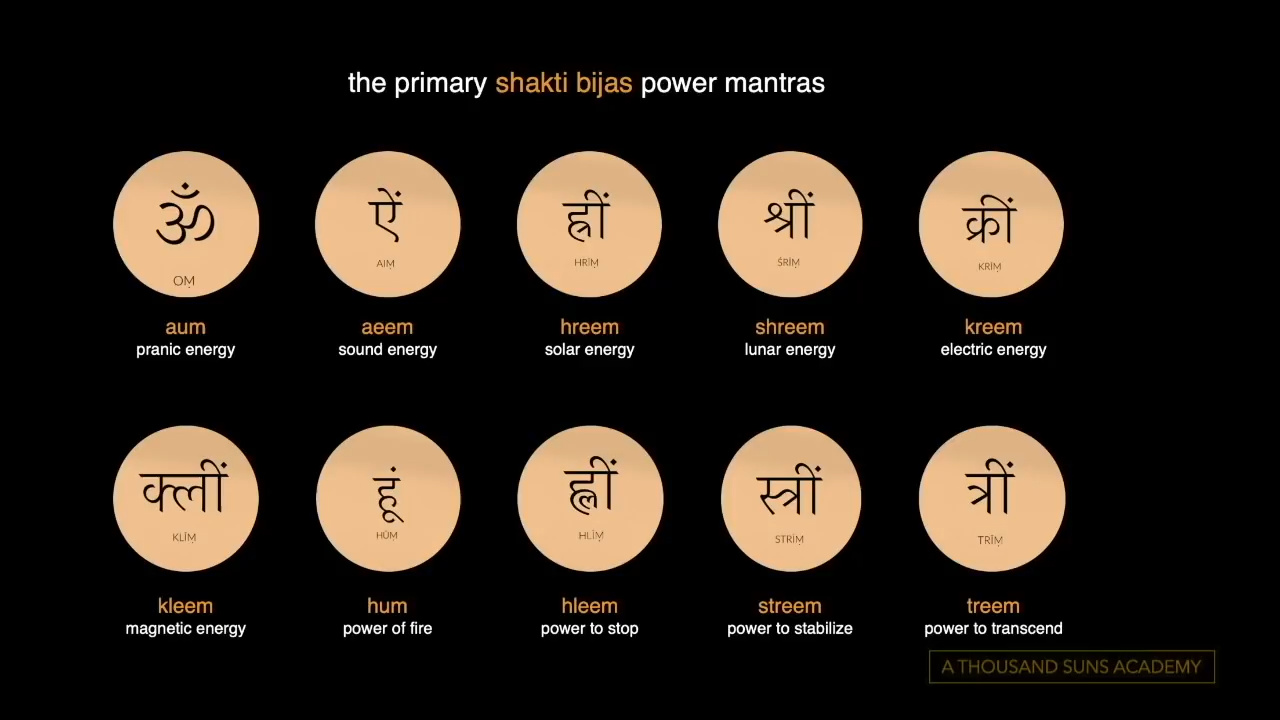 the primary shakti bijas power mantras
ॐ
OṂ
aum
pranic energy
ऐं
AIṂ
aeem
sound energy
ह्रीं
HRĪṂ
hreem
solar energy
श्रीं
ŚRĪṂ
shreem
lunar energy
क्रीं
KRĪṂ
kreem
electric energy
क्लीं
KLĪṂ
kleem
magnetic energy
हूं
HŪṂ
hum
power of fire
ह्लीं
HLĪṂ
hleem
power to stop
स्त्रीं
STRĪṂ
streem
power to stabilize
त्रीं
TRĪṂ
treem
power to transcend
A THOUSAND SUNS ACADEMY